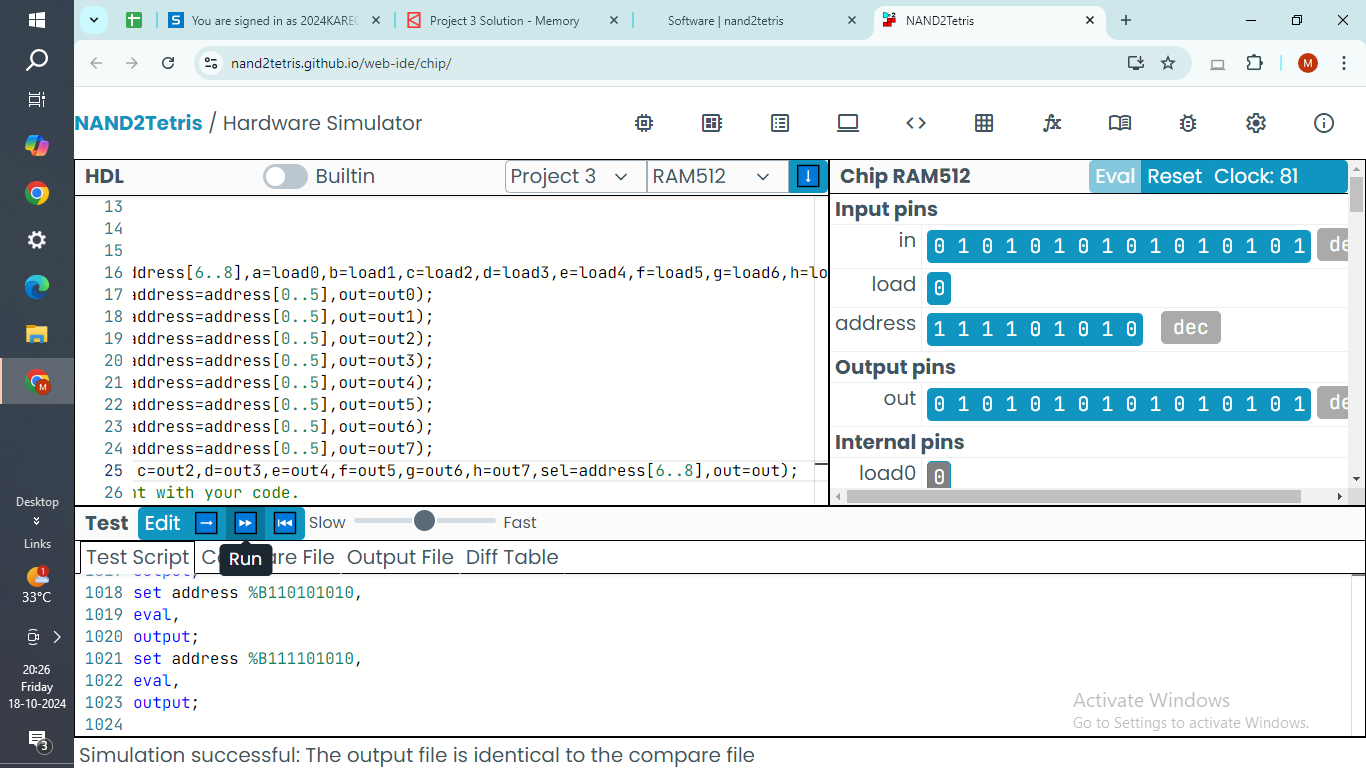 You are signed in as 2024KAREC
Project 3 Solution - Memory
Software | nand2tetris
NAND2Tetris
nand2tetris.github.io/web-ide/chip/
M
NAND2Tetris / Hardware Simulator
HDL
Builtin
Project 3
RAM512
Chip RAM512
Eval
Reset
Clock: 81
13
14
15
16 ddress[6..8],a=load0,b=load1,c=load2,d=load3,e=load4,f=load5,g=load6,h=lo
17 address=address[0..5],out=out0);
18 address=address[0..5],out=out1);
19 address=address[0..5],out=out2);
20 address=address[0..5],out=out3);
21 address=address[0..5],out=out4);
22 address=address[0..5],out=out5);
23 address=address[0..5],out=out6);
24 address=address[0..5],out=out7);
25 c=out2,d=out3,e=out4,f=out5,g=out6,h=out7,sel=address[6..8],out=out);
26 nt with your code.
Input pins
in 0 1 0 1 0 1 0 1 0 1 0 1 0 1 0 1 de
load 0
address 1 1 1 1 0 1 0 1 0 dec
Output pins
out 0 1 0 1 0 1 0 1 0 1 0 1 0 1 0 1 de
Internal pins
load0 0
Test
Edit
Slow
Fast
Run
Test Script
Co
are File
Output File
Diff Table
1017 output;
1018 set address %B110101010,
1019 eval,
1020 output;
1021 set address %B111101010,
1022 eval,
1023 output;
1024
Activate Windows
Go to Settings to activate Windows.
Simulation successful: The output file is identical to the compare file
M
Desktop
Links
1
33°C
20:26
Friday
18-10-2024
3